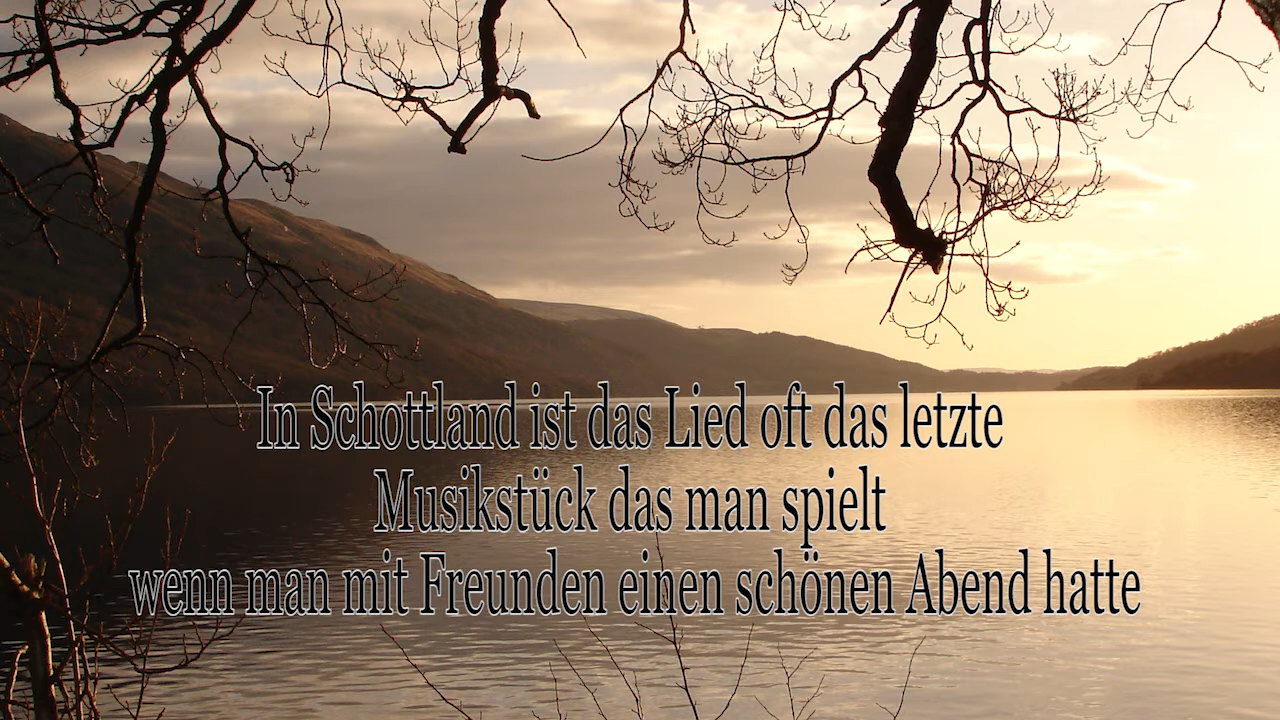 In Schottland ist das Lied oft das letzte
Musikstück das man spielt
wenn man mit Freunden einen schönen Abend hatte